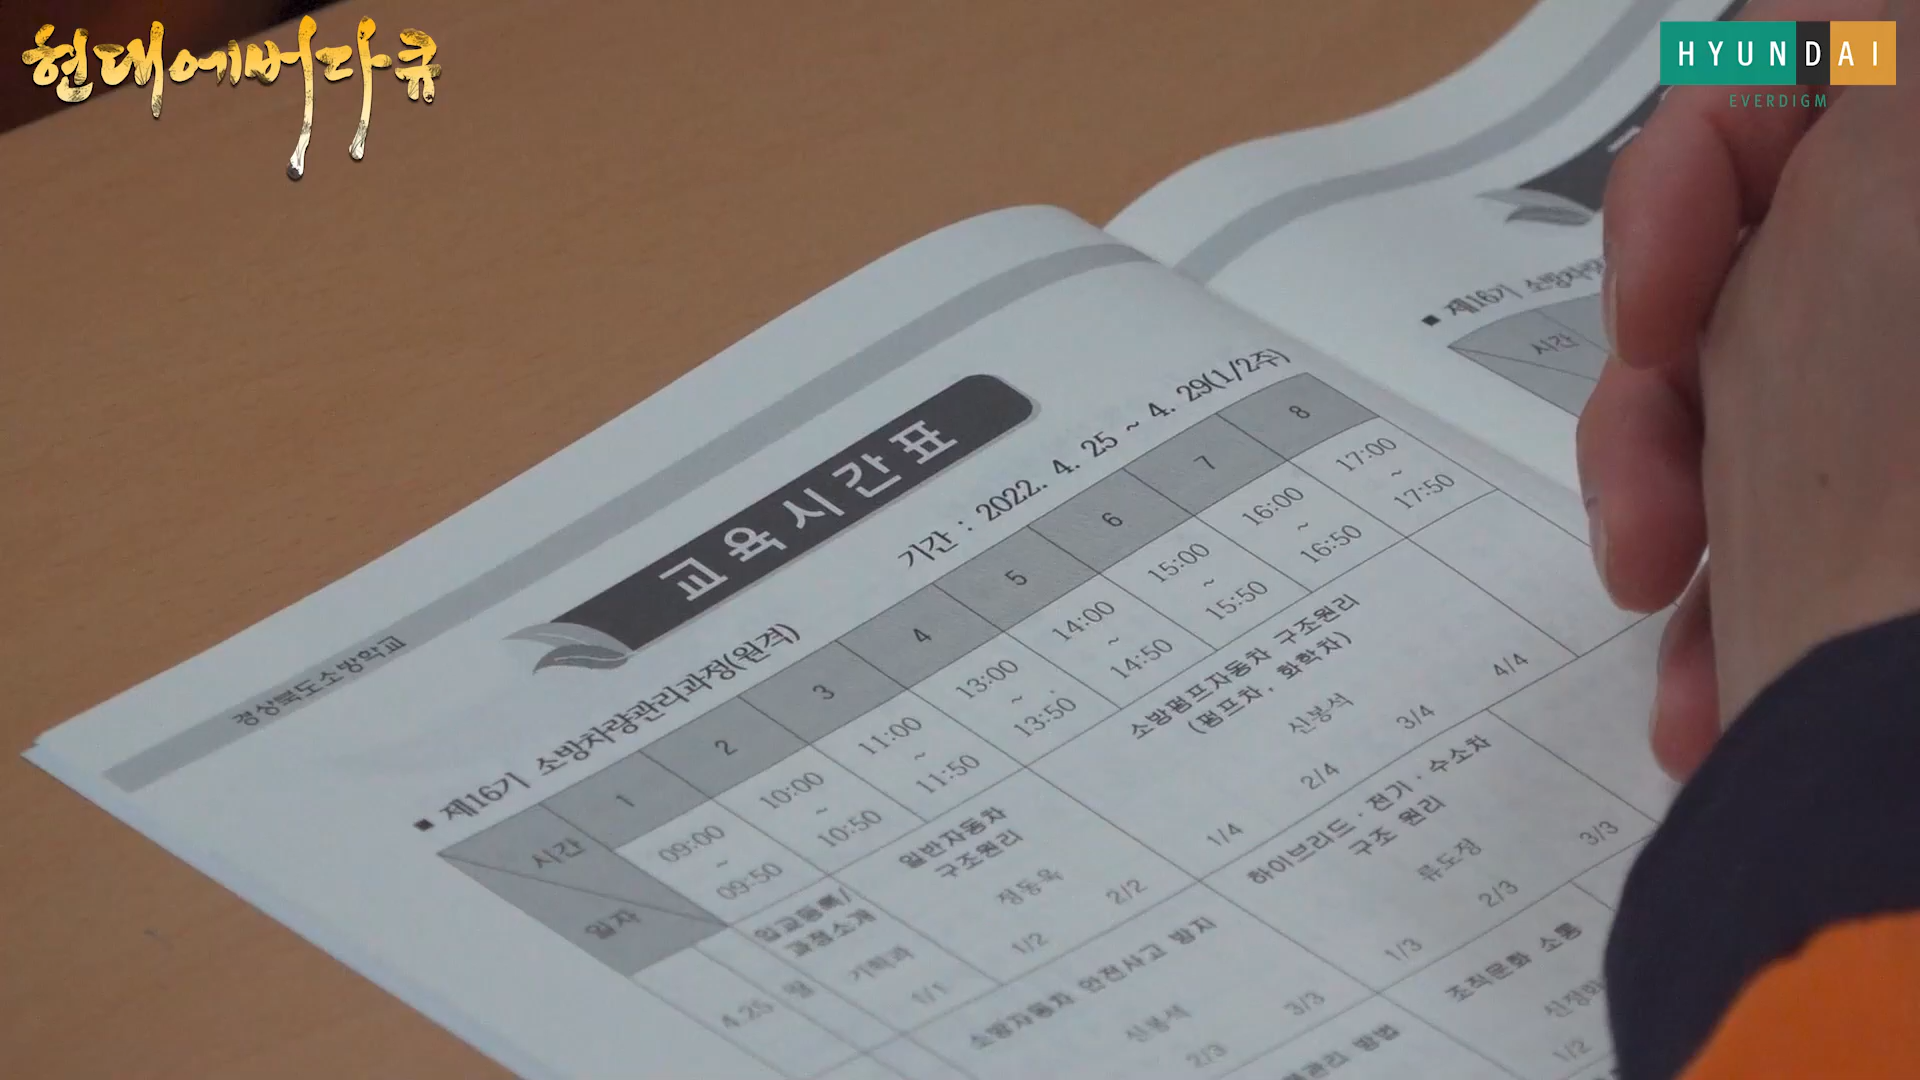 현대에버다큐
HYUNDAI
EVERDIGM
경상북도소방학교
교육시간표
기간 : 2022. 4. 25 ~ 4. 29(1/2주)
■ 제16기 소방차량관리과정(원격)
시간
일자
1 2 3 4 5 6 7 8
09:00 ~ 09:50
10:00 ~ 10:50
11:00 ~ 11:50
13:00 ~ 13:50
14:00 ~ 14:50
15:00 ~ 15:50
16:00 ~ 16:50
17:00 ~ 17:50
4.25 월
입교등록/
과정소개
기획과
1/1
일반자동차
구조원리
정동욱
1/2 2/2
소방펌프자동차 구조원리
(펌프차, 화학차)
신봉석
1/4 2/4 3/4 4/4
소방자동차 안전사고 방지
신봉석
2/3 3/3
하이브리드 · 전기 · 수소차
구조 원리
류도정
1/3 2/3 3/3
조직문화 소통
1/2
관리 방법
■ 제16기 소방차
시간